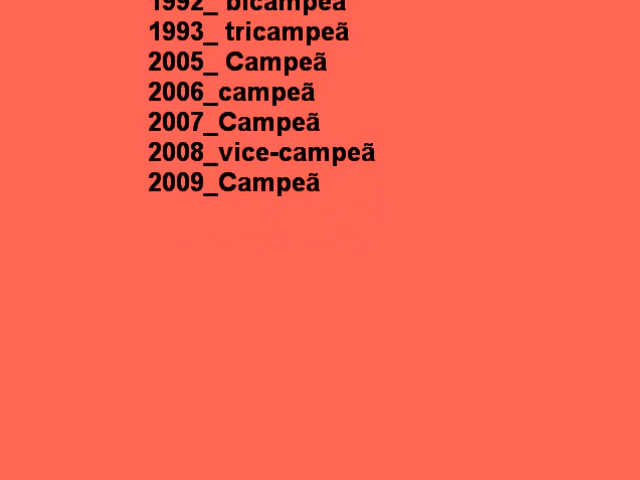 1992_ bicampeã
1993_ tricampeã
2005_ Campeã
2006_campeã
2007_Campeã
2008_vice-campeã
2009_Campeã